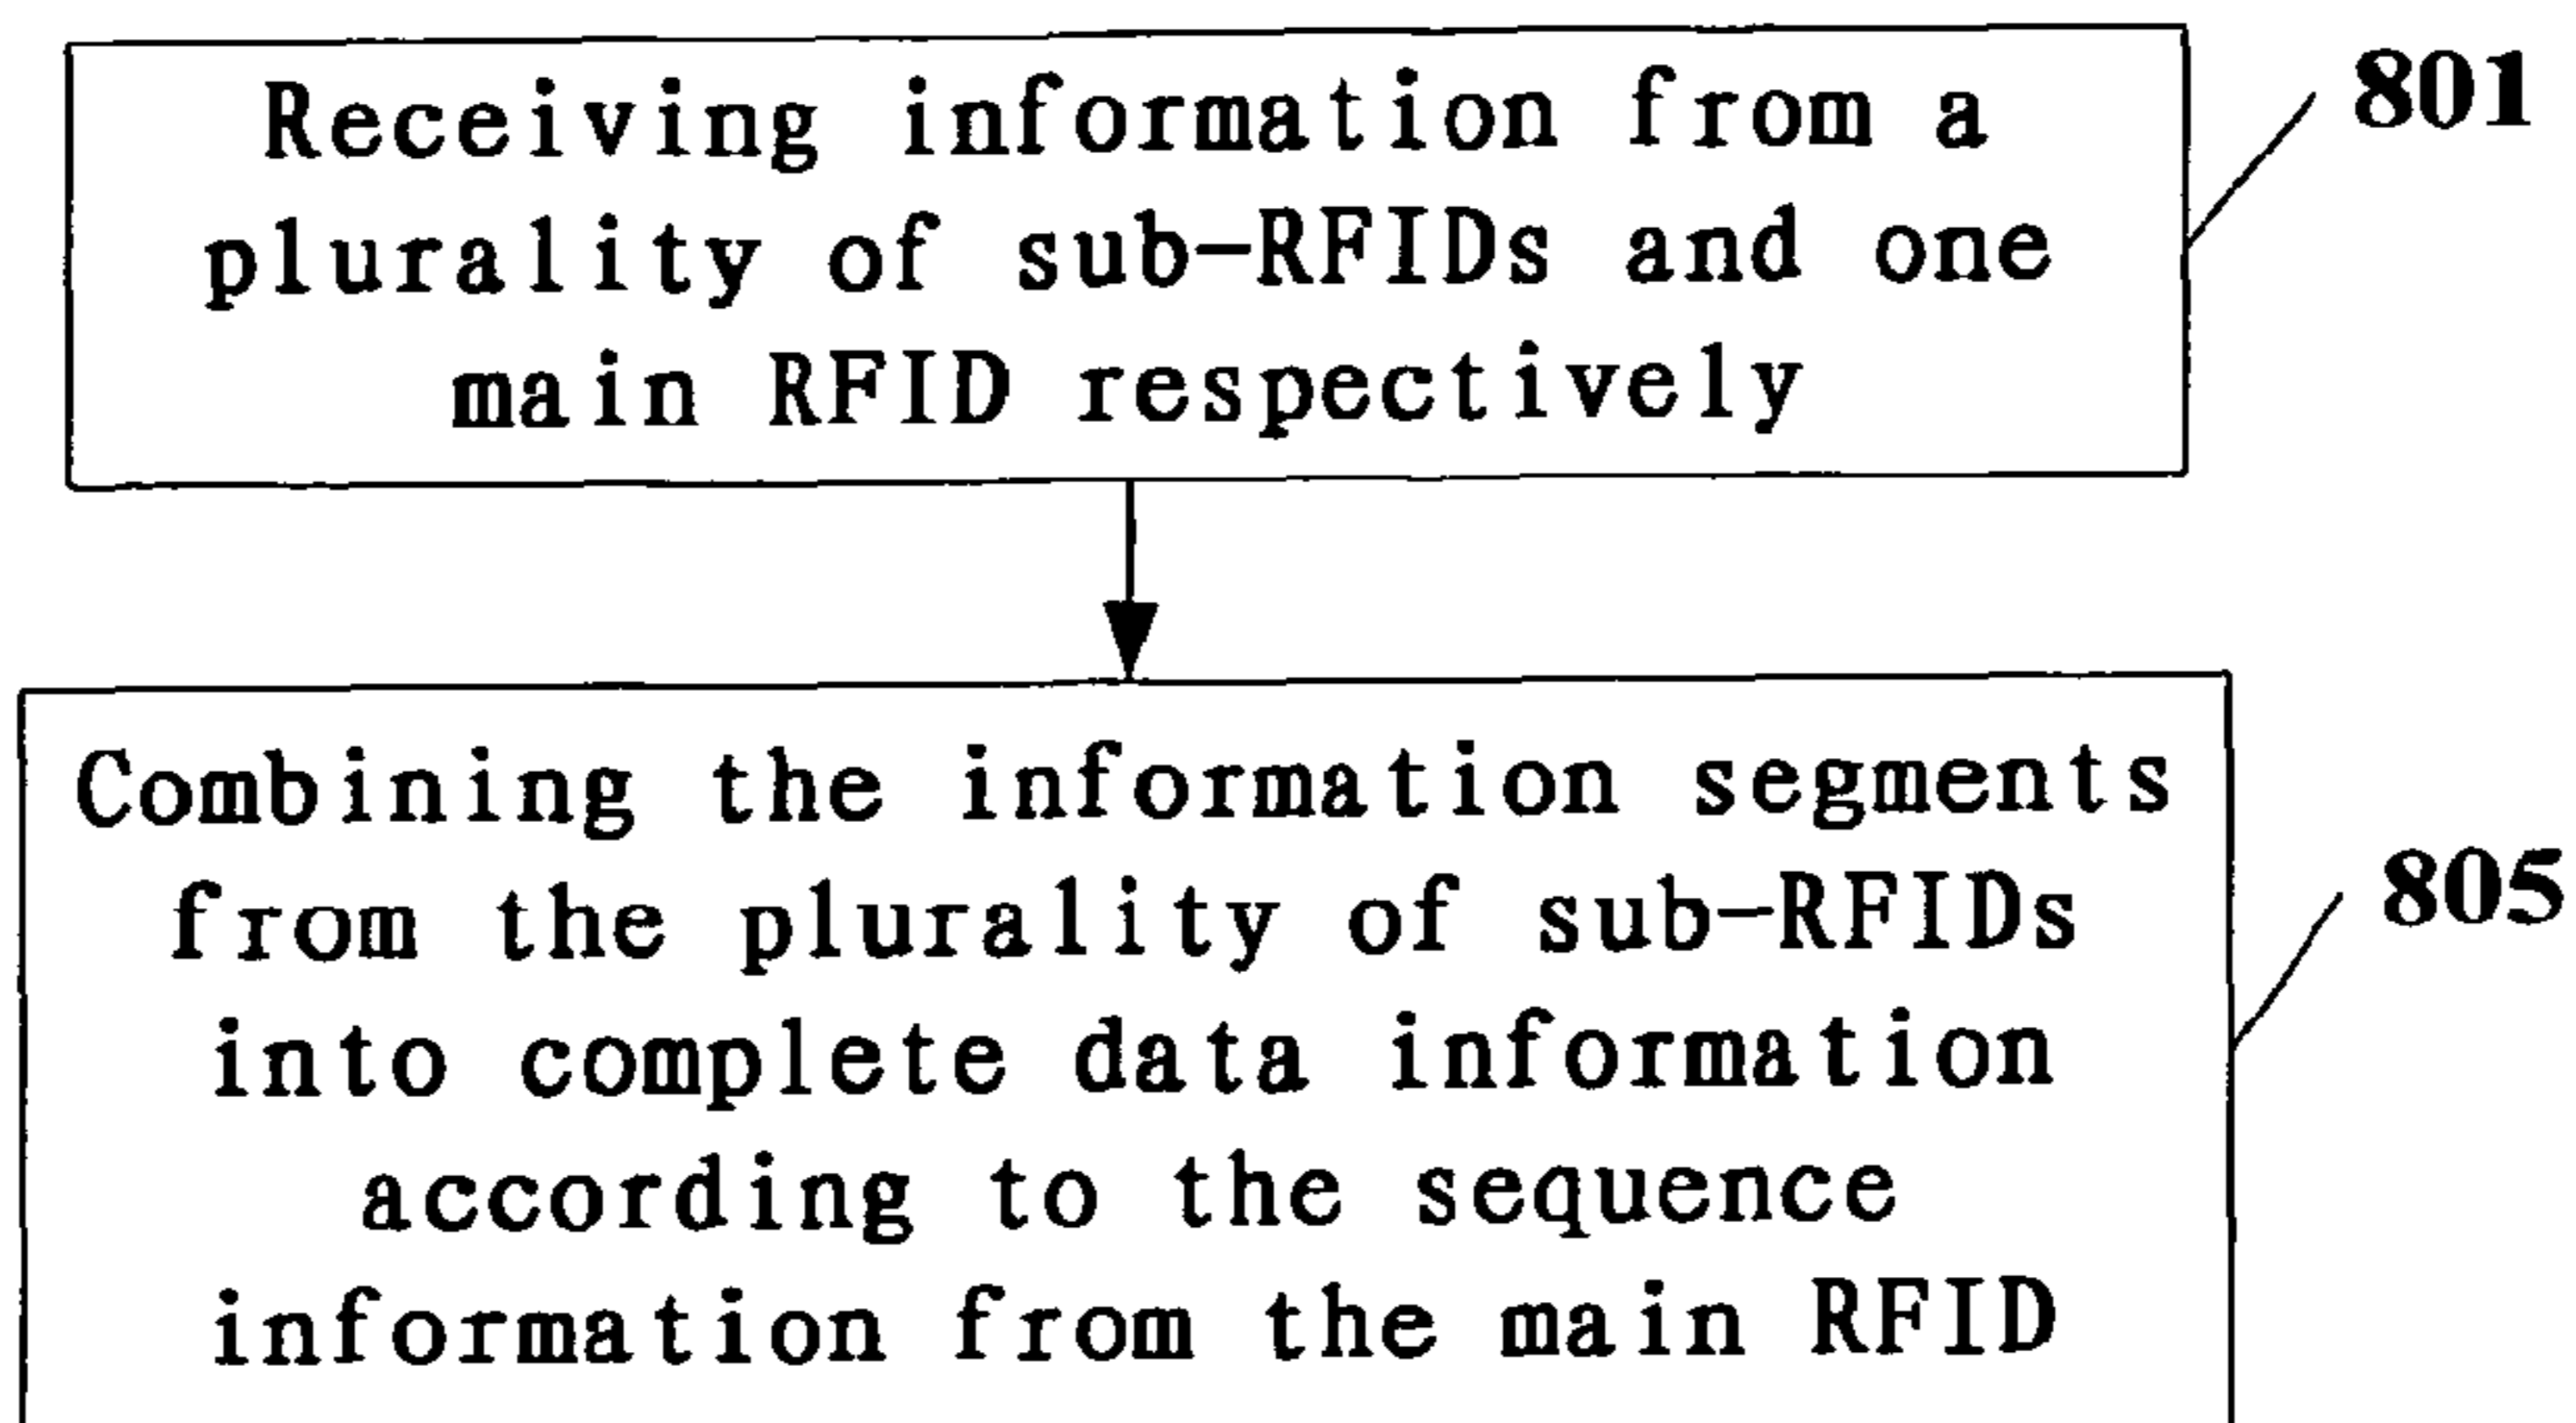 Receiving information from a
plurality of sub-RFIDs and one
main RFID respectively
801
Combining the information segments
from the plurality of sub-RFIDs
into complete data information
according to the sequence
information from the main RFID
805